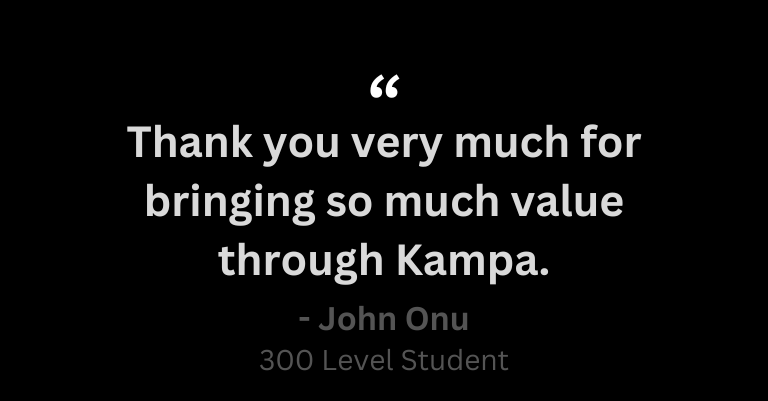 “
Thank you very much for
bringing so much value
through Kampa.
- John Onu
300 Level Student